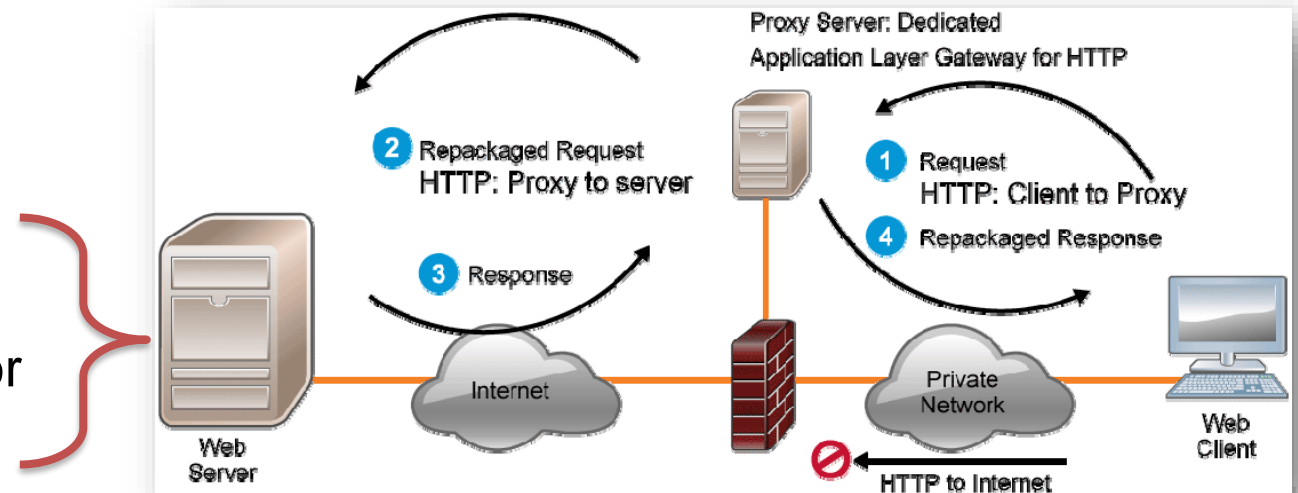 Proxy Server: Dedicated
Application Layer Gateway for HTTP
2 Repackaged Request
HTTP: Proxy to server
1 Request
HTTP: Client to Proxy
4 Repackaged Response
3 Response
or
Internet
Private
Network
Web
Server
Web
Client
HTTP to Internet